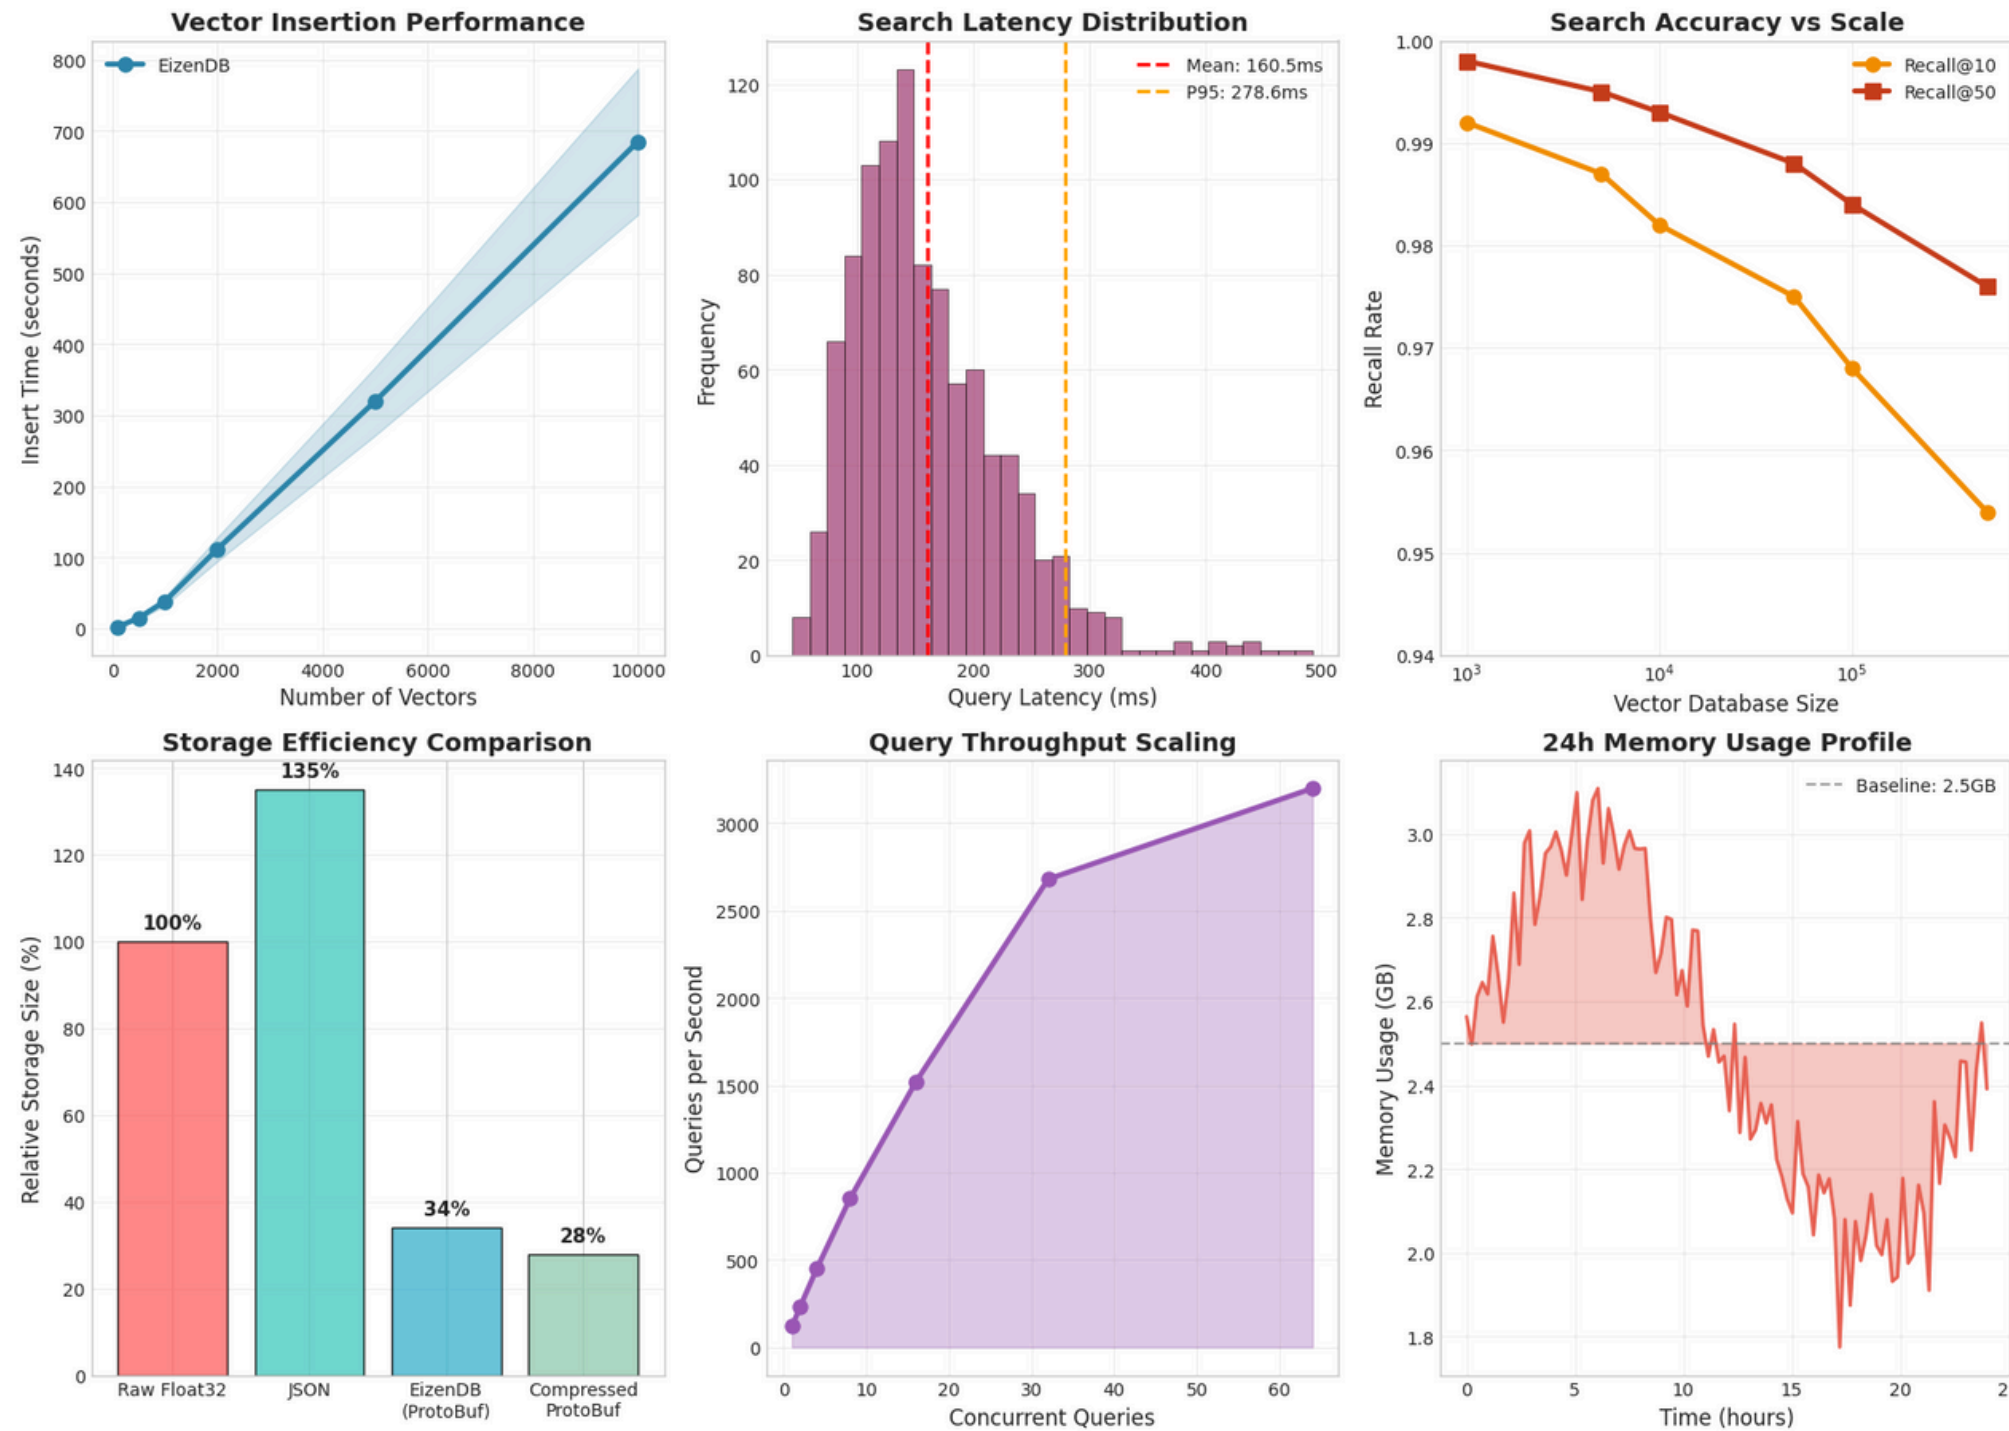 Vector Insertion Performance
EizenDB
800
700
600
500
400
300
200
100
0
Insert Time (seconds)
0 2000 4000 6000 8000 10000
Number of Vectors
Search Latency Distribution
Mean: 160.5ms
P95: 278.6ms
120
100
80
60
40
20
0
Frequency
100 200 300 400 500
Query Latency (ms)
Search Accuracy vs Scale
Recall@10
Recall@50
1.00
0.99
0.98
0.97
0.96
0.95
0.94
Recall Rate
10³ 10⁴ 10⁵
Vector Database Size
Storage Efficiency Comparison
140
120
100
80
60
40
20
0
Relative Storage Size (%)
100%
135%
34%
28%
Raw Float32 JSON EizenDB Compressed
(ProtoBuf) ProtoBuf
Query Throughput Scaling
3000
2500
2000
1500
1000
500
0
Queries per Second
0 10 20 30 40 50 60
Concurrent Queries
24h Memory Usage Profile
Baseline: 2.5GB
3.0
2.8
2.6
2.4
2.2
2.0
1.8
Memory Usage (GB)
0 5 10 15 20
Time (hours)